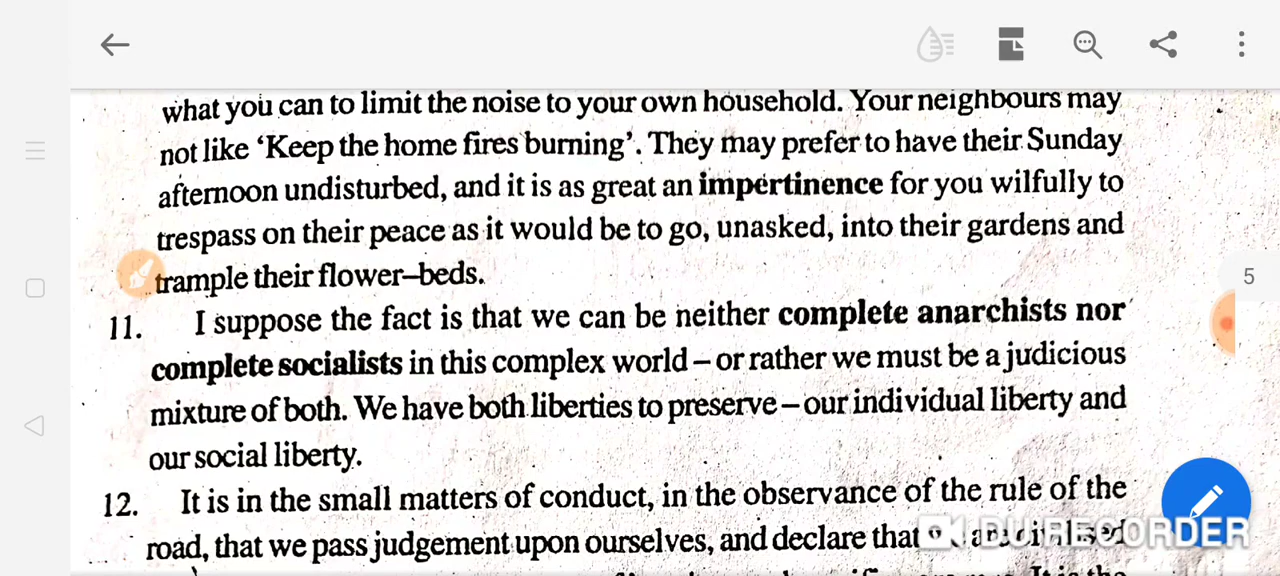 what you can to limit the noise to your own household. Your neighbours may
not like ‘Keep the home fires burning’. They may prefer to have their Sunday
afternoon undisturbed, and it is as great an impertinence for you wilfully to
trespass on their peace as it would be to go, unasked, into their gardens and
trample their flower–beds.
5
11. I suppose the fact is that we can be neither complete anarchists nor
complete socialists in this complex world – or rather we must be a judicious
mixture of both. We have both liberties to preserve – our individual liberty and
our social liberty.
12. It is in the small matters of conduct, in the observance of the rule of the
road, that we pass judgement upon ourselves, and declare that
DU RECORDER
It is the